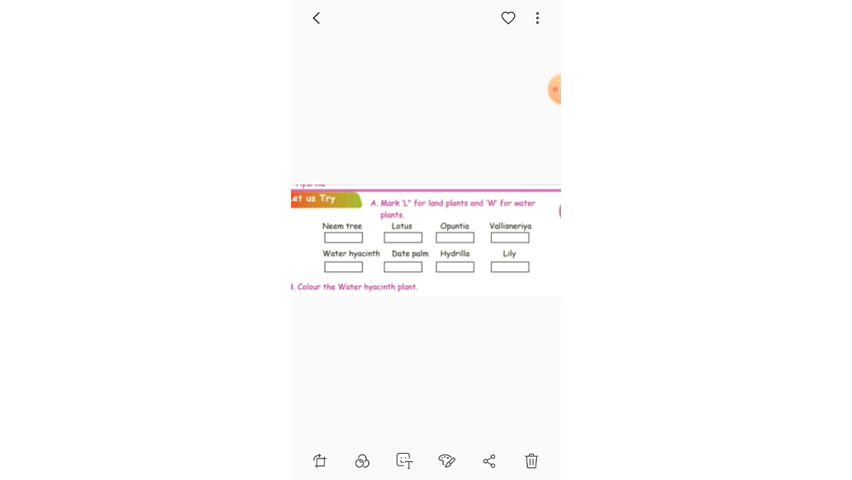 et us Try
A. Mark 'L" for land plants and 'W' for water
plants.
Neem tree Lotus Opuntia Vallisneriya
Water hyacinth Date palm Hydrilla Lily
. Colour the Water hyacinth plant.